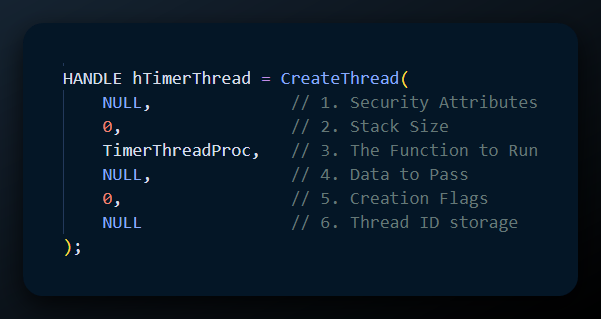 HANDLE hTimerThread = CreateThread(
    NULL,              // 1. Security Attributes
    0,                 // 2. Stack Size
    TimerThreadProc,   // 3. The Function to Run
    NULL,              // 4. Data to Pass
    0,                 // 5. Creation Flags
    NULL               // 6. Thread ID storage
);